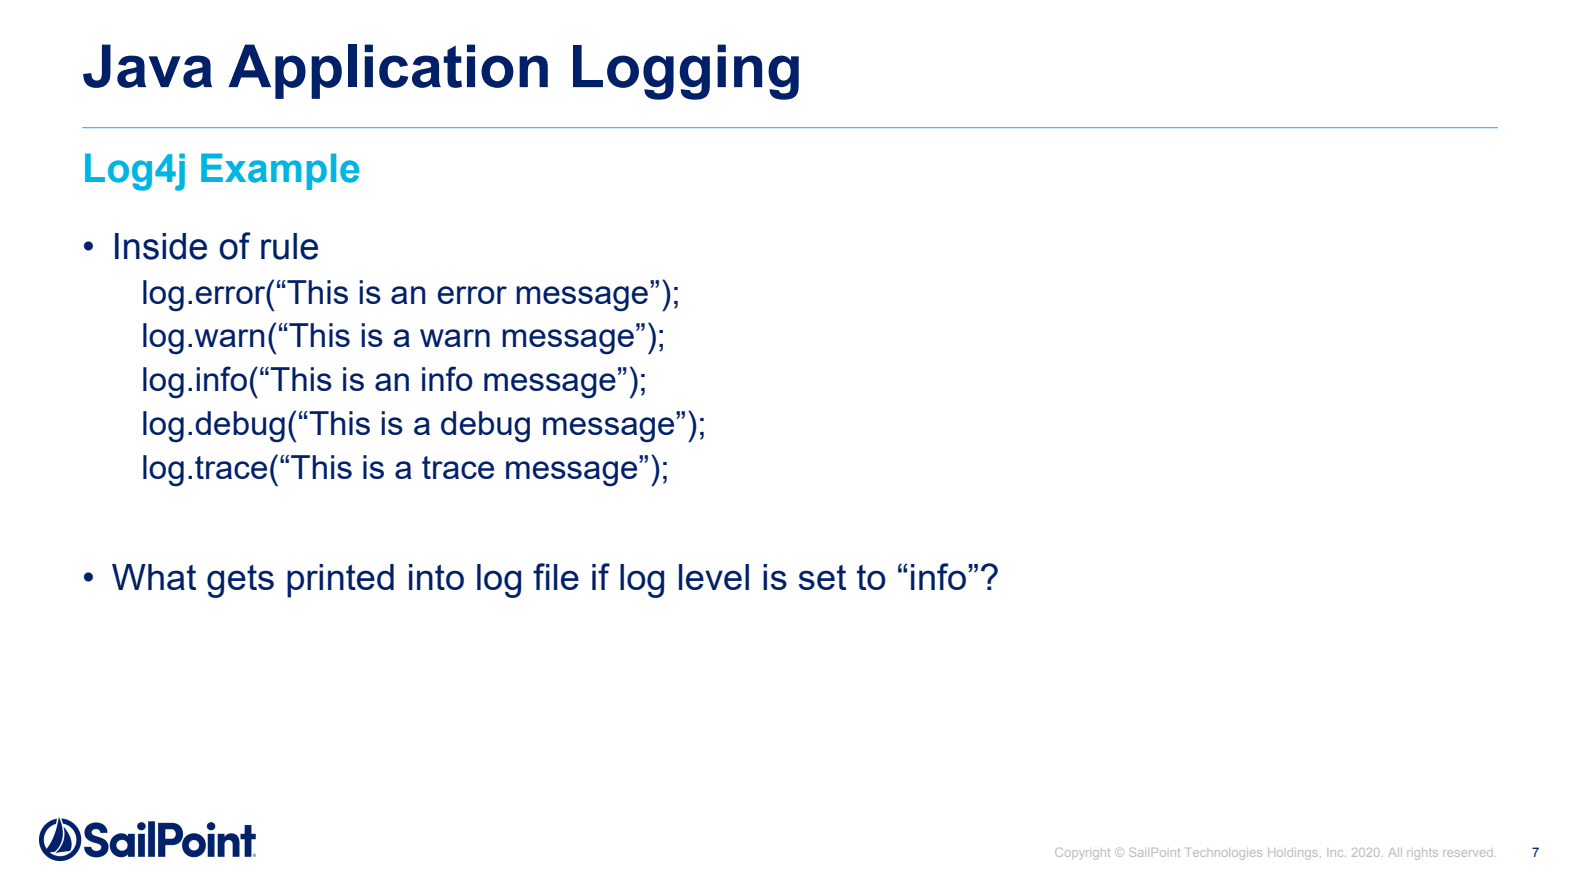 Java Application Logging
Log4j Example
• Inside of rule
log.error(“This is an error message”);
log.warn(“This is a warn message”);
log.info(“This is an info message”);
log.debug(“This is a debug message”);
log.trace(“This is a trace message”);
• What gets printed into log file if log level is set to “info”?
SailPoint
Copyright © SailPoint Technologies Holdings, Inc. 2020. All rights reserved. 7